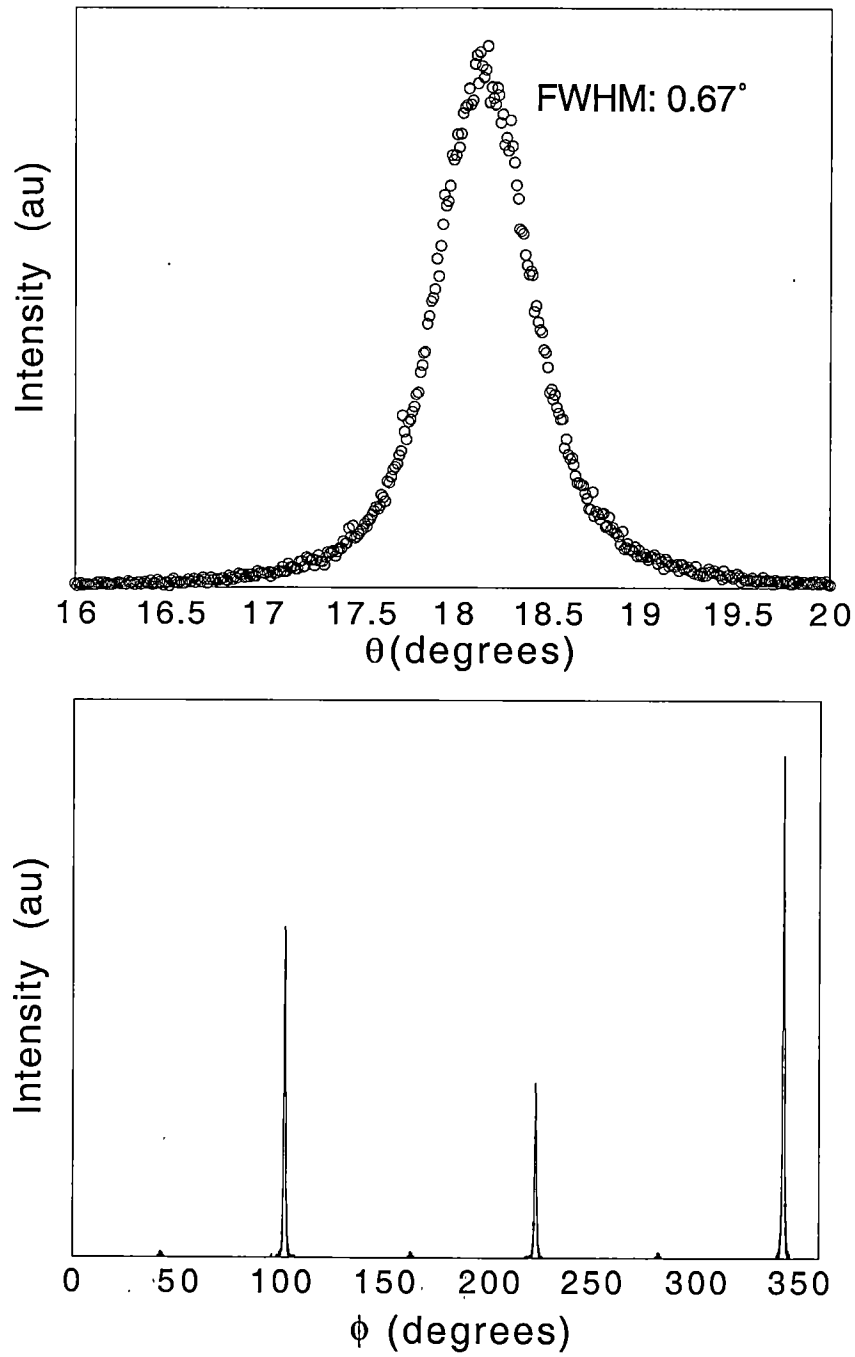 FWHM: 0.67°
Intensity (au)
16 16.5 17 17.5 18 18.5 19 19.5 20
θ(degrees)
Intensity (au)
0 50 100 150 200 250 300 350
ϕ (degrees)